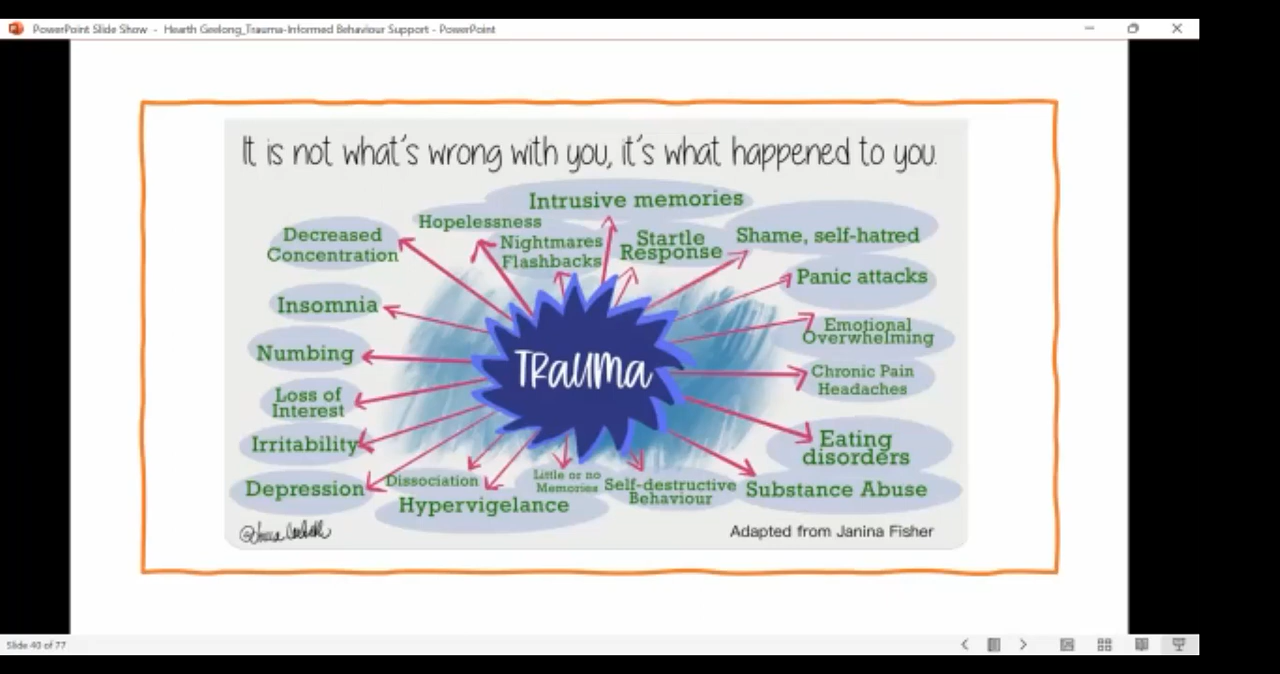 PowerPoint Slide Show - Hearth Geelong_Trauma-Informed Behaviour Support - PowerPoint
It is not what's wrong with you, it's what happened to you.
Intrusive memories
Hopelessness
Decreased
Concentration
Nightmares
Flashbacks
Startle
Response
Shame, self-hatred
Panic attacks
Insomnia
Emotional
Overwhelming
Numbing
TRAUMA
Chronic Pain
Headaches
Loss of
Interest
Irritability
Eating
disorders
Depression
Dissociation
Hypervigelance
Little or no
Memories
Self-destructive
Behaviour
Substance Abuse
Adapted from Janina Fisher
Slide 40 of 77